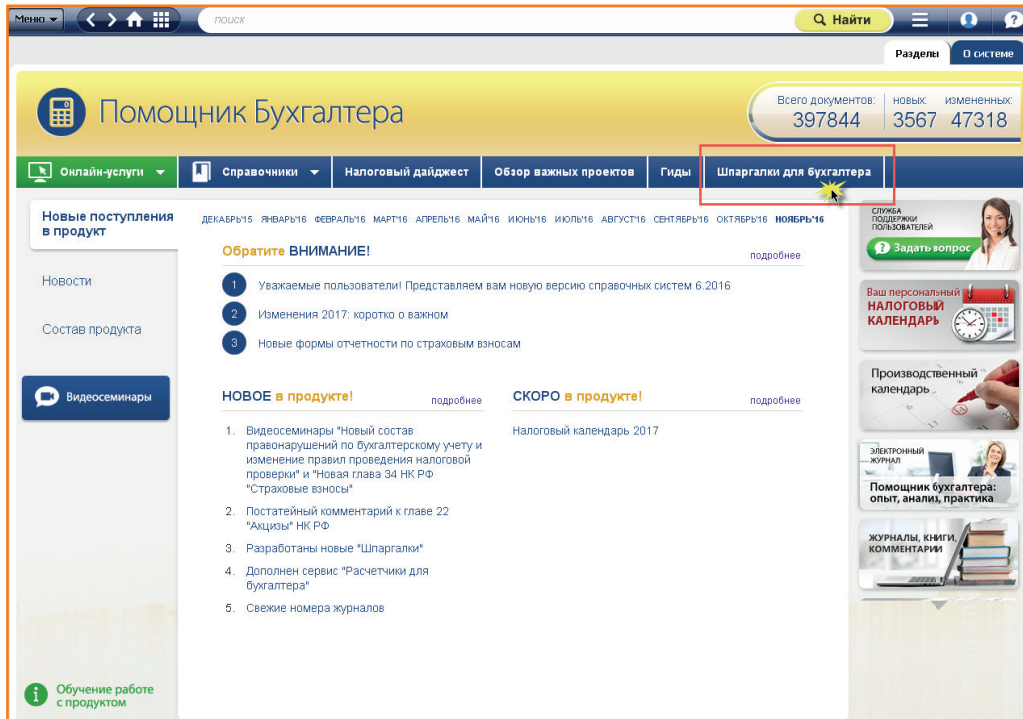 Меню
поиск
Найти
?
Разделы
О системе
Помощник Бухгалтера
Всего документов:
397844
новых:
3567
измененных:
47318
Онлайн-услуги
Справочники
Налоговый дайджест
Обзор важных проектов
Гиды
Шпаргалки для бухгалтера
Новые поступления
в продукт
Новости
Состав продукта
Видеосеминары
Обучение работе
с продуктом
ДЕКАБРЬ'15 ЯНВАРЬ'16 ФЕВРАЛЬ'16 МАРТ'16 АПРЕЛЬ'16 МАЙ'16 ИЮНЬ'16 ИЮЛЬ'16 АВГУСТ'16 СЕНТЯБРЬ'16 ОКТЯБРЬ'16 НОЯБРЬ'16
Обратите ВНИМАНИЕ!
подробнее
1 Уважаемые пользователи! Представляем вам новую версию справочных систем 6.2016
2 Изменения 2017: коротко о важном
3 Новые формы отчетности по страховым взносам
НОВОЕ в продукте!
подробнее
1. Видеосеминары "Новый состав
правонарушений по бухгалтерскому учету и
изменение правил проведения налоговой
проверки" и "Новая глава 34 НК РФ
"Страховые взносы"
2. Постатейный комментарий к главе 22
"Акцизы" НК РФ
3. Разработаны новые "Шпаргалки"
4. Дополнен сервис "Расчетчики для
бухгалтера"
5. Свежие номера журналов
СКОРО в продукте!
подробнее
Налоговый календарь 2017
СЛУЖБА
ПОДДЕРЖКИ
ПОЛЬЗОВАТЕЛЕЙ
? Задать вопрос
Ваш персональный
НАЛОГОВЫЙ
КАЛЕНДАРЬ
Производственный
календарь
ЭЛЕКТРОННЫЙ
ЖУРНАЛ
Помощник бухгалтера:
опыт, анализ, практика
ЖУРНАЛЫ, КНИГИ,
КОММЕНТАРИИ